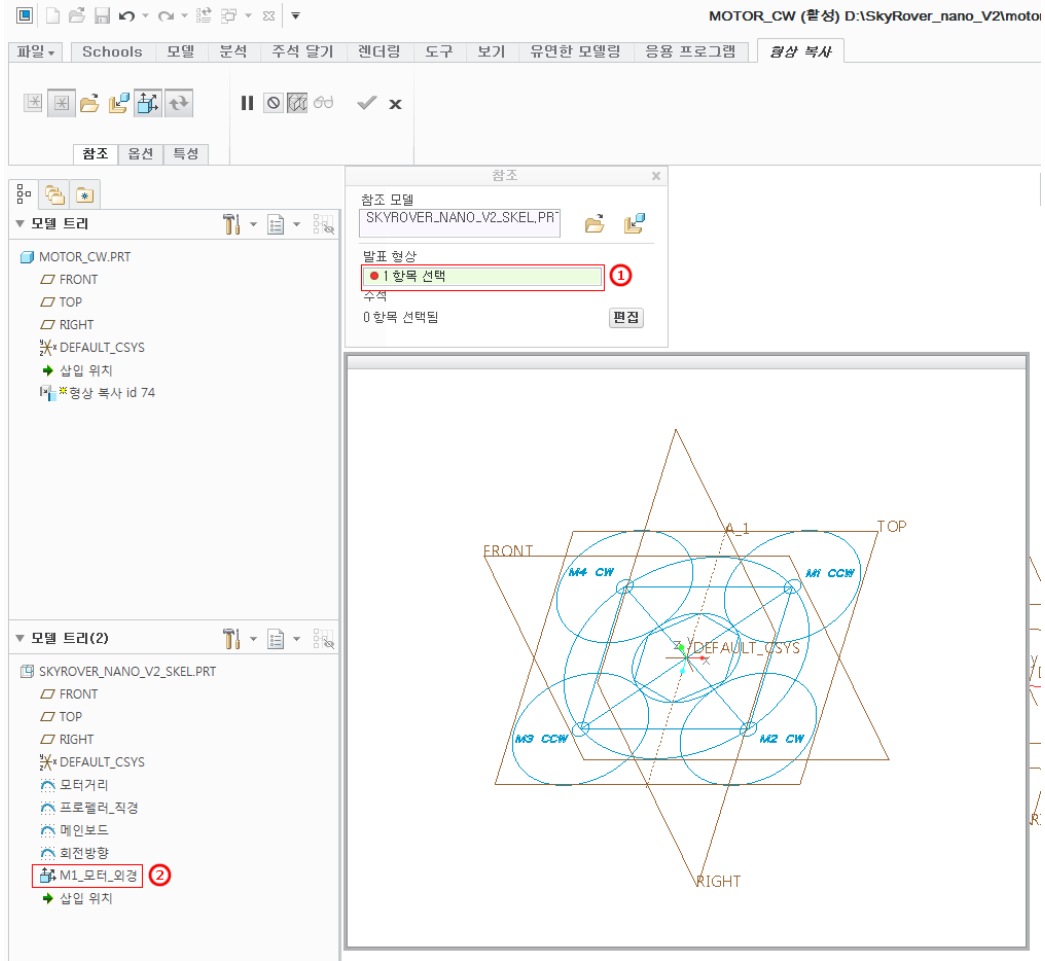 MOTOR_CW (활성) D:\SkyRover_nano_V2\motor
파일 Schools 모델 분석 주석 달기 렌더링 도구 보기 유연한 모델링 응용 프로그램 형상 복사
참조 옵션 특성
참조
참조 모델
SKYROVER_NANO_V2_SKEL.PRT
발표 형상
1 항목 선택
①
수석
0 항목 선택됨 편집
모델 트리
MOTOR_CW.PRT
FRONT
TOP
RIGHT
DEFAULT_CSYS
삽입 위치
형상 복사 id 74
모델 트리(2)
SKYROVER_NANO_V2_SKEL.PRT
FRONT
TOP
RIGHT
DEFAULT_CSYS
모터거리
프로펠러_직경
메인보드
회전방향
M1_모터_외경 ②
삽입 위치
A_1 TOP
FRONT
M4 CW M1 CCW
Z Y DEFAULT_CSYS
X
M3 CCW M2 CW
RIGHT